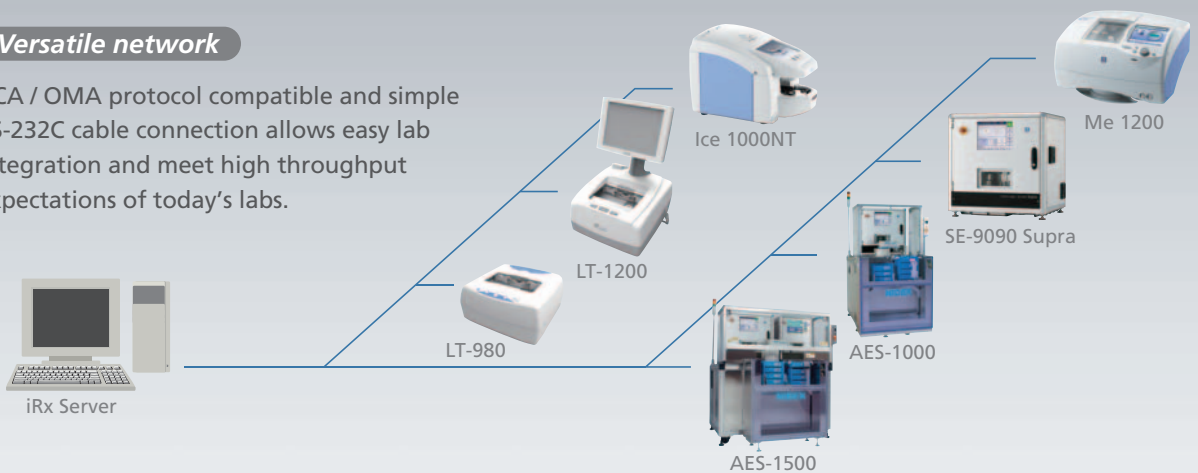 Versatile network
CA / OMA protocol compatible and simple
S-232C cable connection allows easy lab
tegration and meet high throughput
xpectations of today's labs.
Ice 1000NT
Me 1200
SE-9090 Supra
LT-1200
LT-980
AES-1000
iRx Server
AES-1500